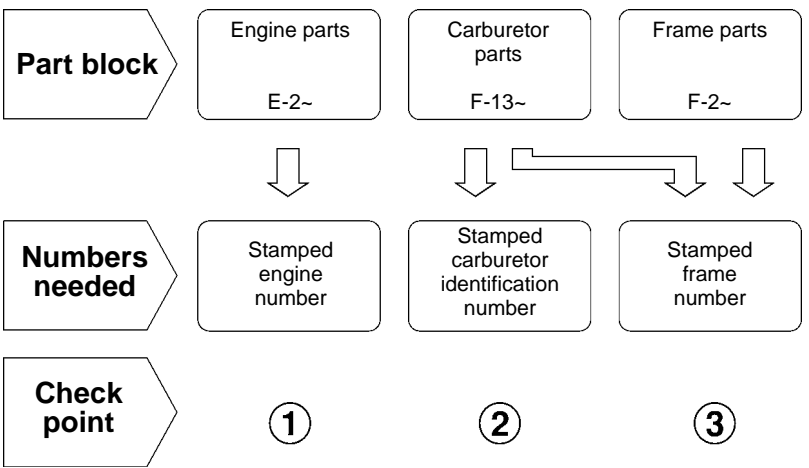 Part block
Engine parts
E-2~
Carburetor
parts
F-13~
Frame parts
F-2~
Numbers
needed
Stamped
engine
number
Stamped
carburetor
identification
number
Stamped
frame
number
Check
point
1
2
3